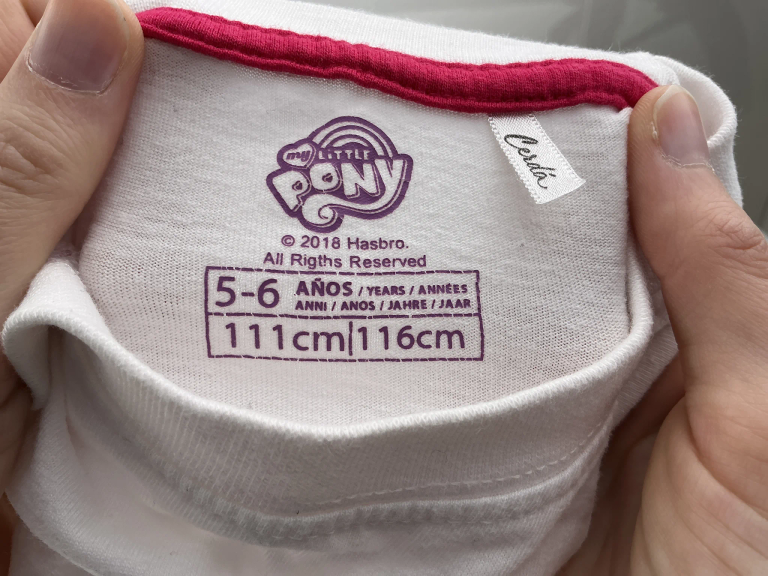 my LITTLE
PONY
Cerdá
© 2018 Hasbro.
All Rigths Reserved
5-6 AÑOS / YEARS / ANNÉES
ANNI / ANOS / JAHRE / JAAR
111cm|116cm